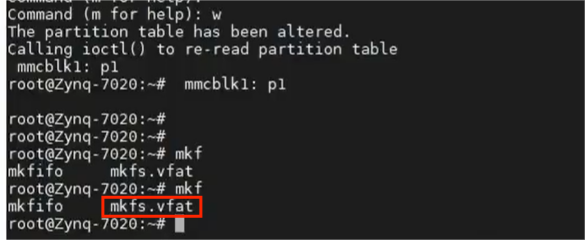 Command (m for help): w
The partition table has been altered.
Calling ioctl() to re-read partition table
mmcblk1: p1
root@Zynq-7020:~#  mmcblk1: p1
root@Zynq-7020:~#
root@Zynq-7020:~#
root@Zynq-7020:~# mkf
mkfifo     mkfs.vfat
root@Zynq-7020:~# mkf
mkfifo     mkfs.vfat
root@Zynq-7020:~#